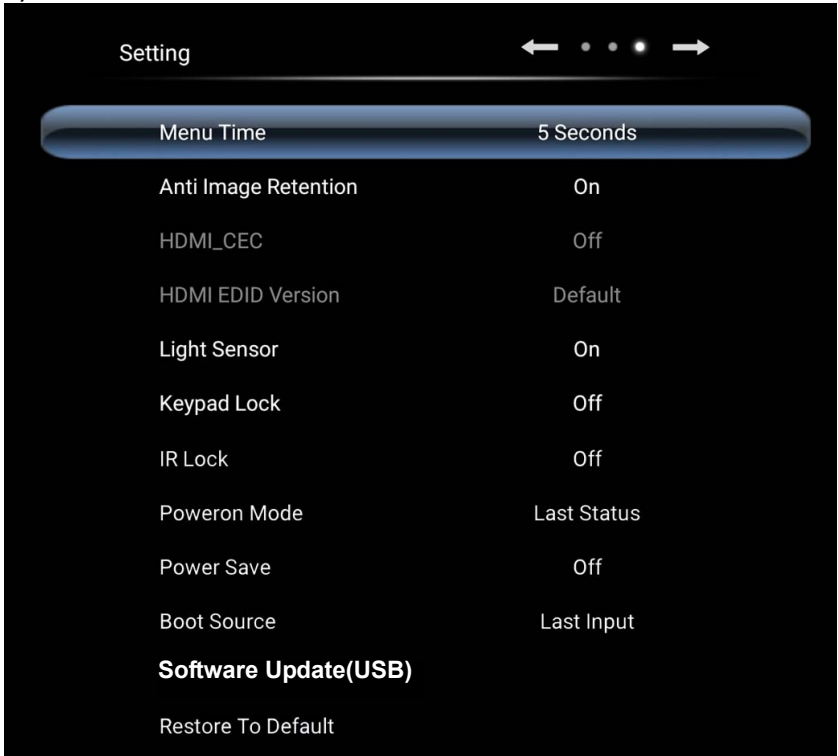 Setting
Menu Time 5 Seconds
Anti Image Retention On
HDMI_CEC Off
HDMI EDID Version Default
Light Sensor On
Keypad Lock Off
IR Lock Off
Poweron Mode Last Status
Power Save Off
Boot Source Last Input
Software Update(USB)
Restore To Default